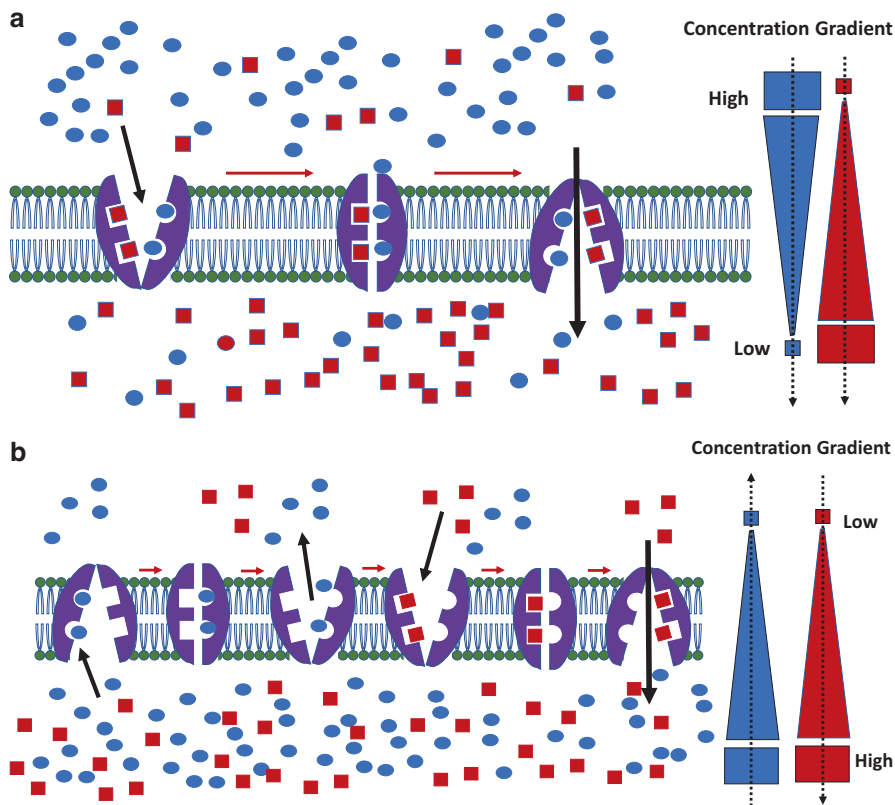 a
Concentration Gradient
High
Low
b
Concentration Gradient
Low
High